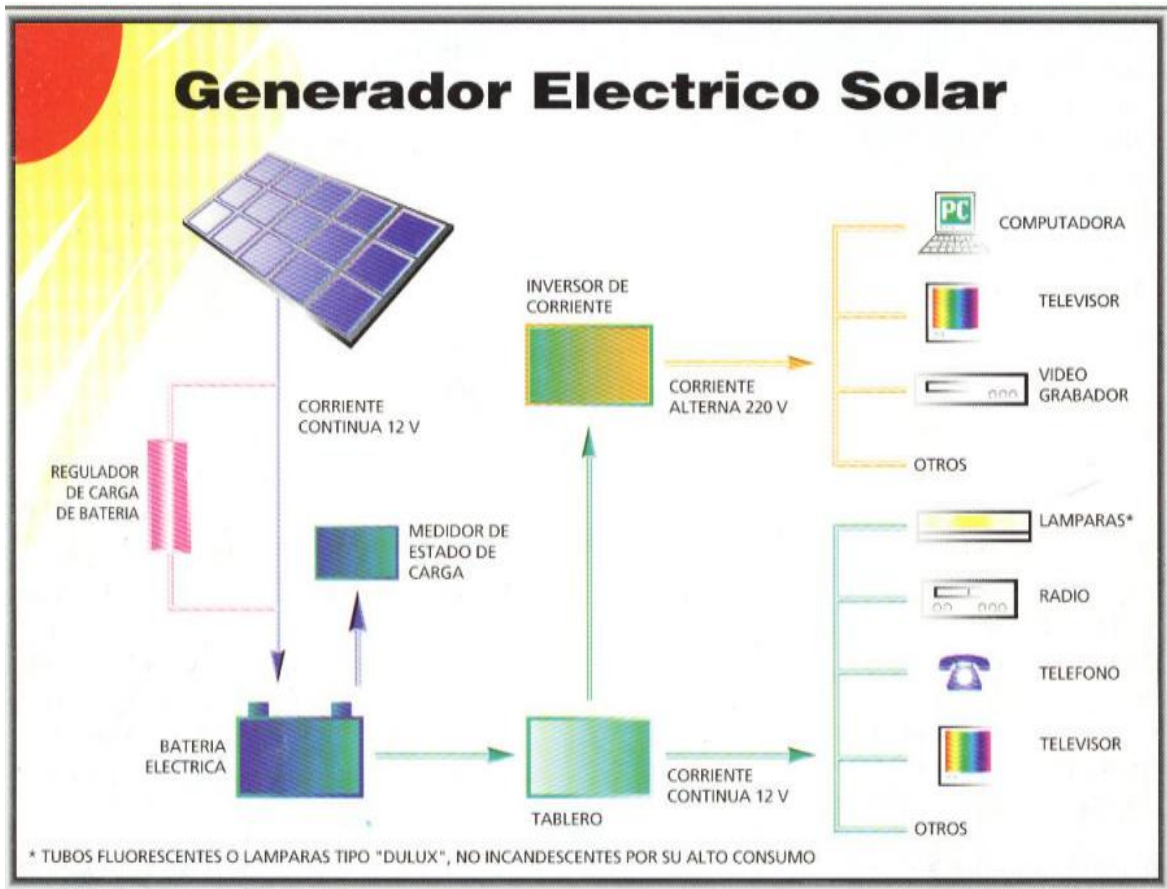 Generador Electrico Solar
PC
COMPUTADORA
INVERSOR DE
CORRIENTE
TELEVISOR
CORRIENTE
ALTERNA 220 V
VIDEO
GRABADOR
CORRIENTE
CONTINUA 12 V
OTROS
REGULADOR
DE CARGA
DE BATERIA
MEDIDOR DE
ESTADO DE
CARGA
LAMPARAS*
RADIO
TELEFONO
BATERIA
ELECTRICA
TABLERO
CORRIENTE
CONTINUA 12 V
TELEVISOR
OTROS
* TUBOS FLUORESCENTES O LAMPARAS TIPO "DULUX", NO INCANDESCENTES POR SU ALTO CONSUMO